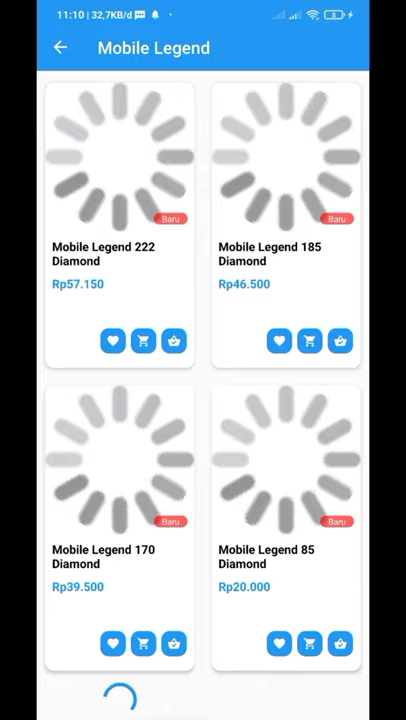 11:10 | 32,7KB/d
Mobile Legend
Baru
Mobile Legend 222
Diamond
Rp57.150
Baru
Mobile Legend 185
Diamond
Rp46.500
Baru
Mobile Legend 170
Diamond
Rp39.500
Baru
Mobile Legend 85
Diamond
Rp20.000